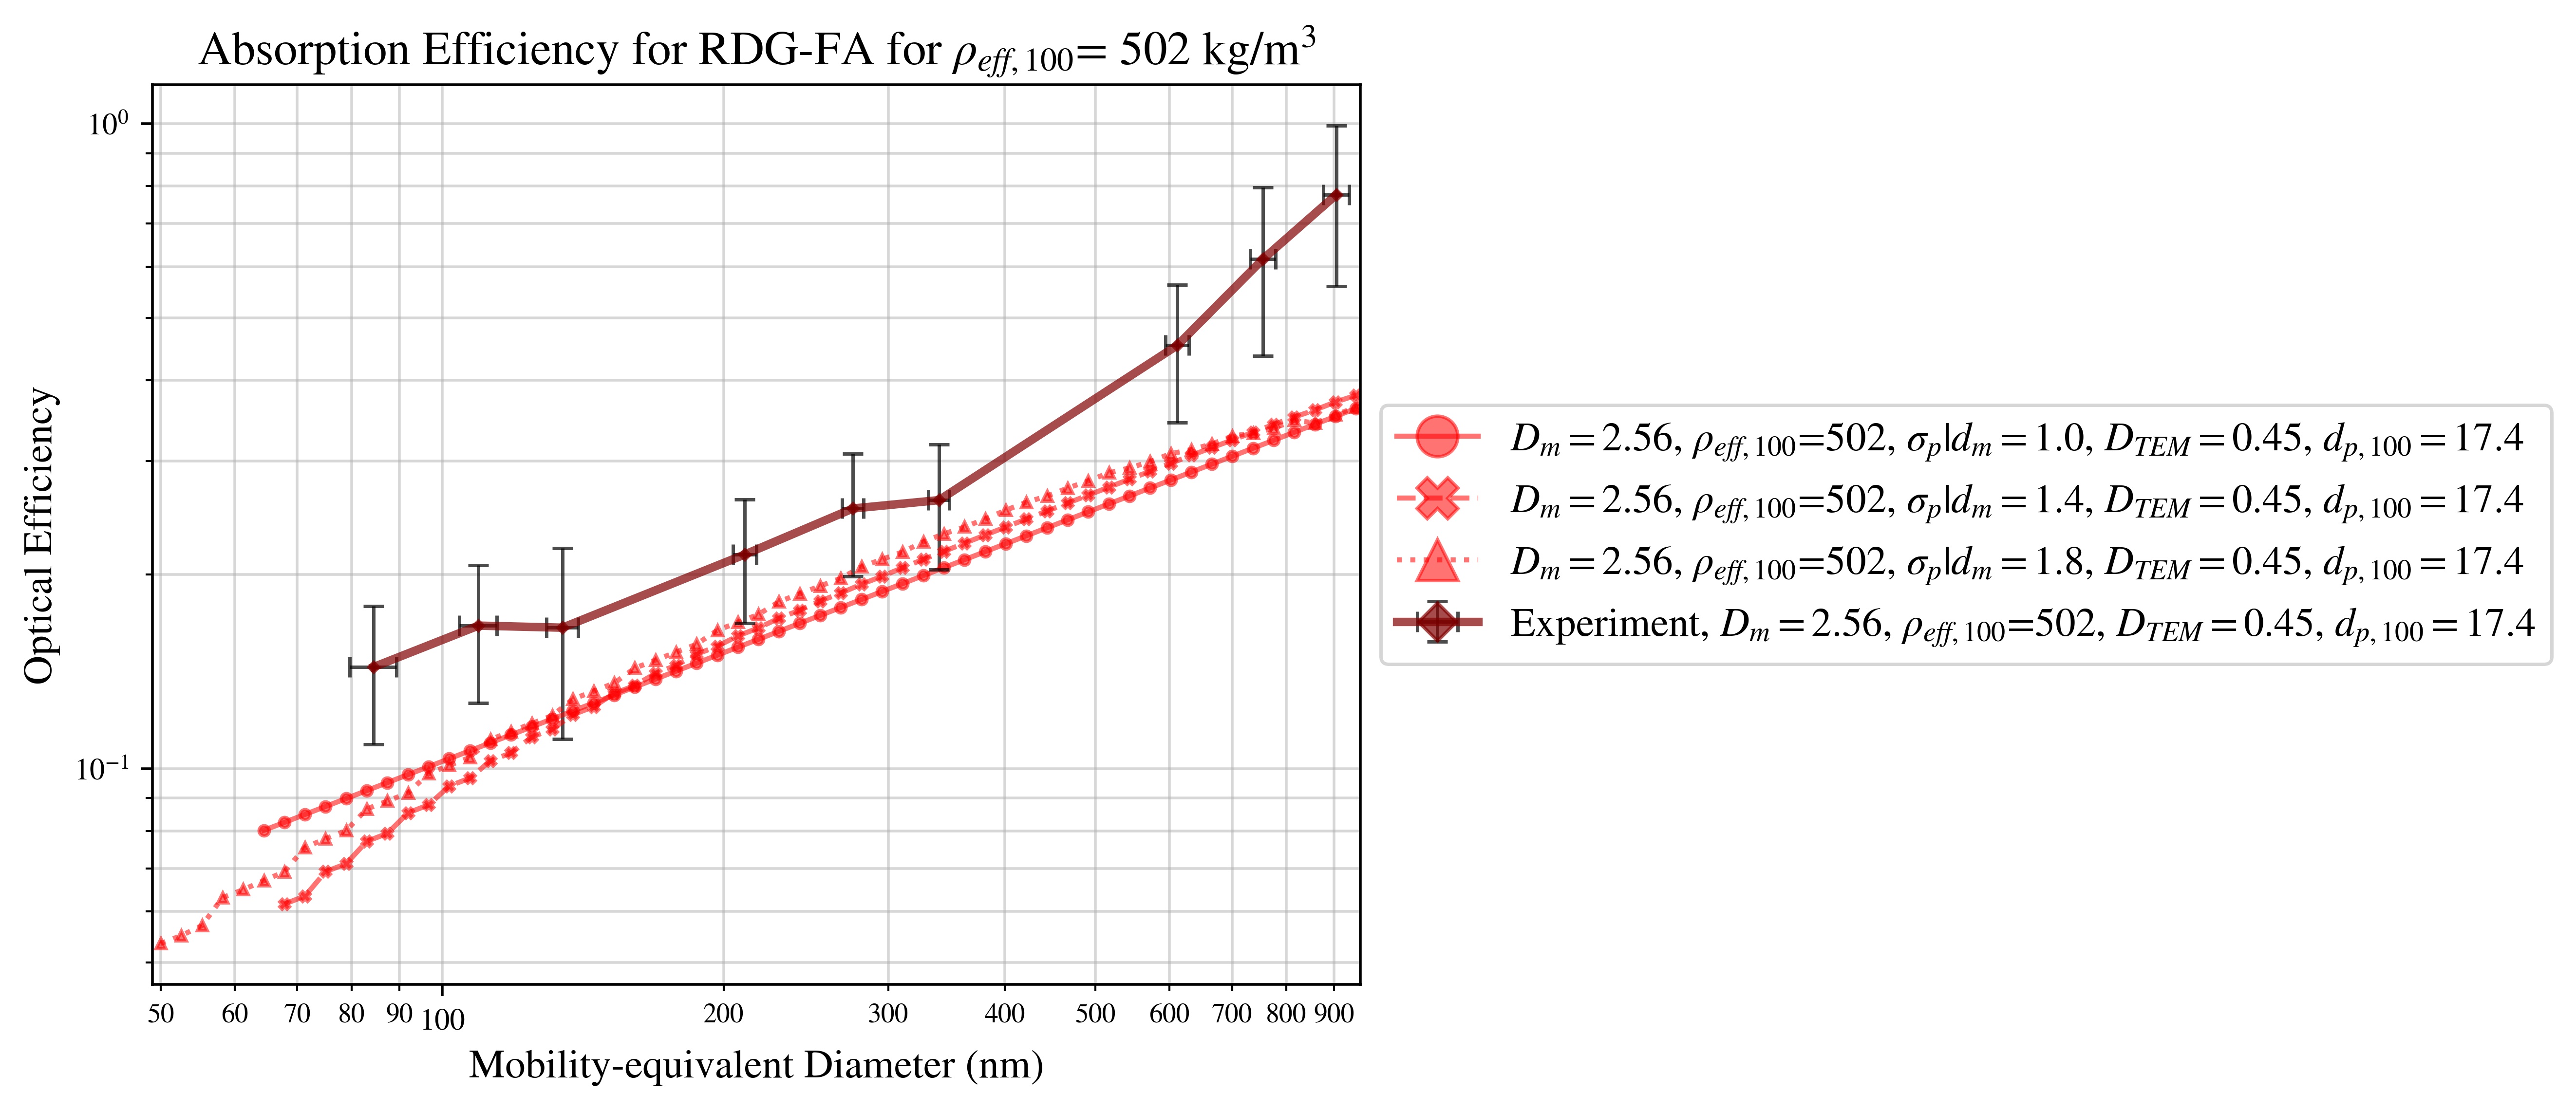 Absorption Efficiency for RDG-FA for ρeff,100= 502 kg/m³
Optical Efficiency
10⁰
10⁻¹
50 60 70 80 90 100 200 300 400 500 600 700 800 900
Mobility-equivalent Diameter (nm)
Dm = 2.56, ρeff,100=502, σp|dm = 1.0, DTEM = 0.45, dp,100 = 17.4
Dm = 2.56, ρeff,100=502, σp|dm = 1.4, DTEM = 0.45, dp,100 = 17.4
Dm = 2.56, ρeff,100=502, σp|dm = 1.8, DTEM = 0.45, dp,100 = 17.4
Experiment, Dm = 2.56, ρeff,100=502, DTEM = 0.45, dp,100 = 17.4